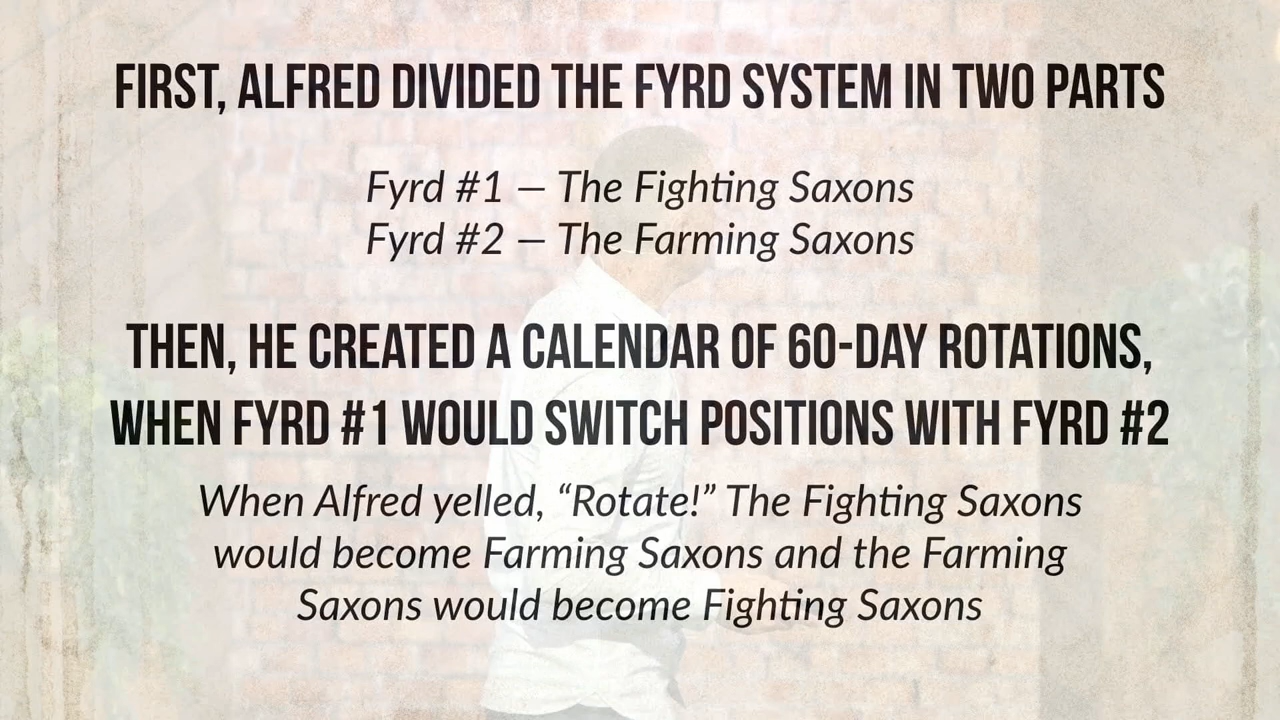 FIRST, ALFRED DIVIDED THE FYRD SYSTEM IN TWO PARTS
Fyrd #1 – The Fighting Saxons
Fyrd #2 – The Farming Saxons
THEN, HE CREATED A CALENDAR OF 60-DAY ROTATIONS,
WHEN FYRD #1 WOULD SWITCH POSITIONS WITH FYRD #2
When Alfred yelled, “Rotate!” The Fighting Saxons
would become Farming Saxons and the Farming
Saxons would become Fighting Saxons